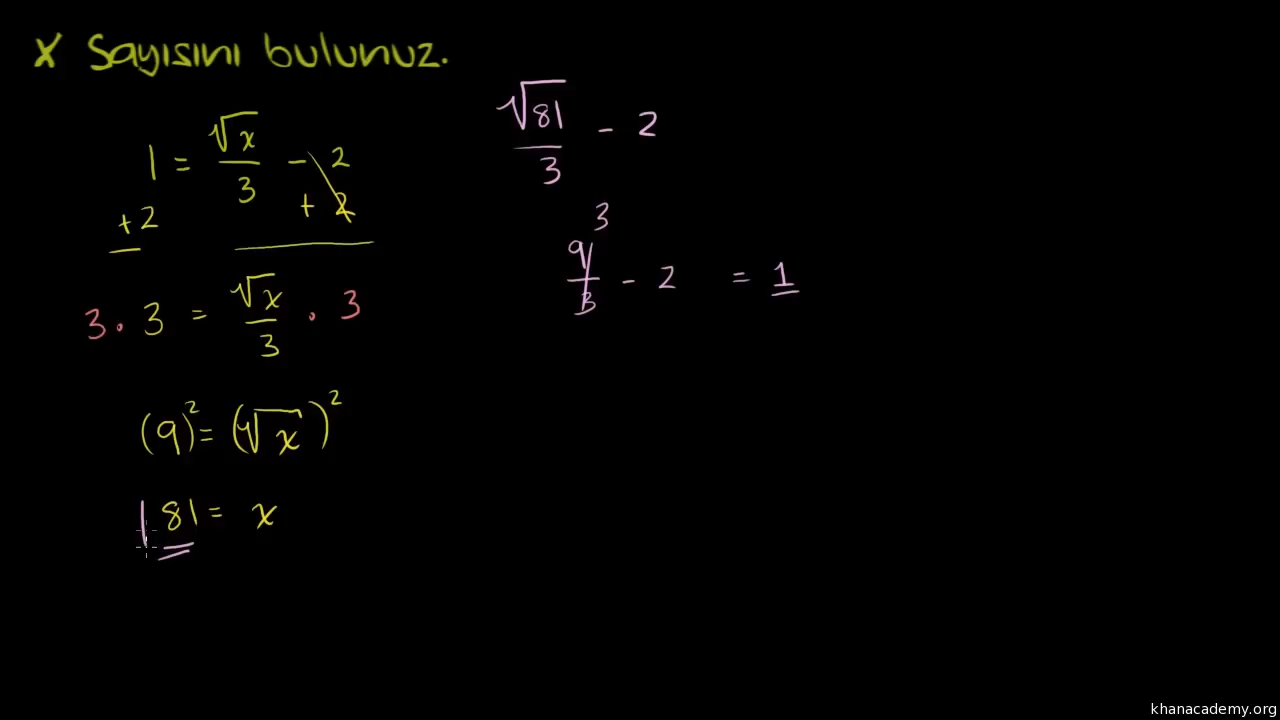 x sayısını bulunuz.
1 = √x/3 - 2
+2 + 2
3 · 3 = √x/3 · 3
(9)² = (√x)²
81 = x
√81/3 - 2
3
9/3 - 2 = 1
khanacademy.org